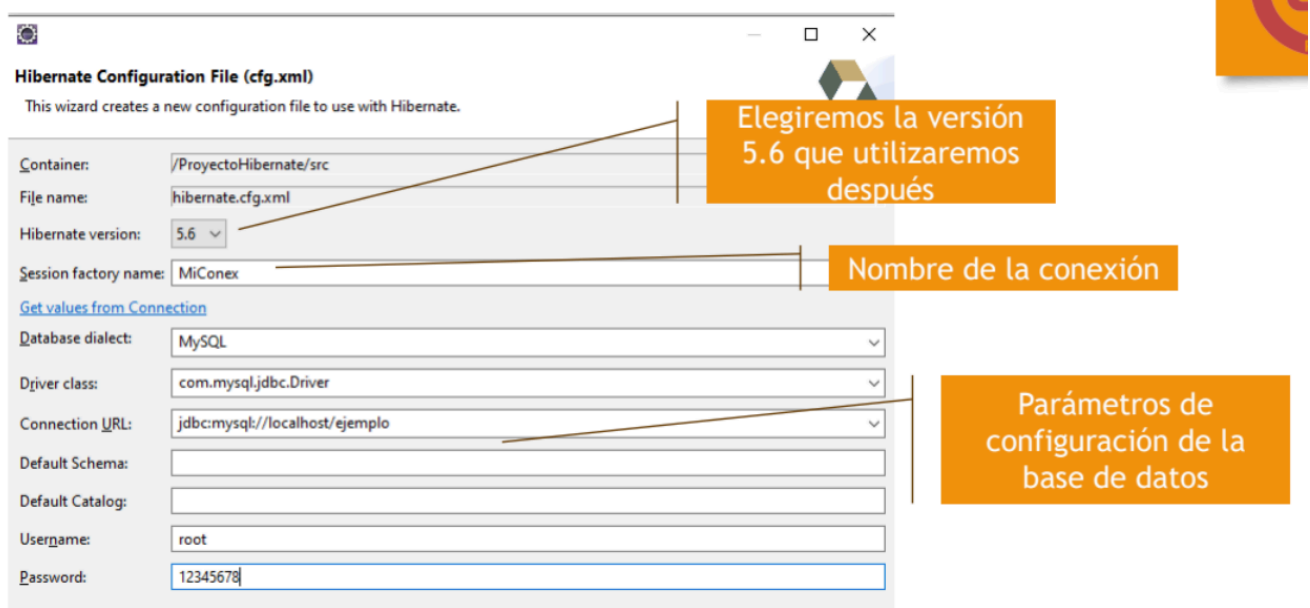 Hibernate Configuration File (cfg.xml)
This wizard creates a new configuration file to use with Hibernate.
Elegiremos la versión
5.6 que utilizaremos
después
Container: /ProyectoHibernate/src
File name: hibernate.cfg.xml
Hibernate version: 5.6
Session factory name: MiConex
Nombre de la conexión
Get values from Connection
Database dialect: MySQL
Driver class: com.mysql.jdbc.Driver
Connection URL: jdbc:mysql://localhost/ejemplo
Parámetros de
configuración de la
base de datos
Default Schema:
Default Catalog:
Username: root
Password: 12345678